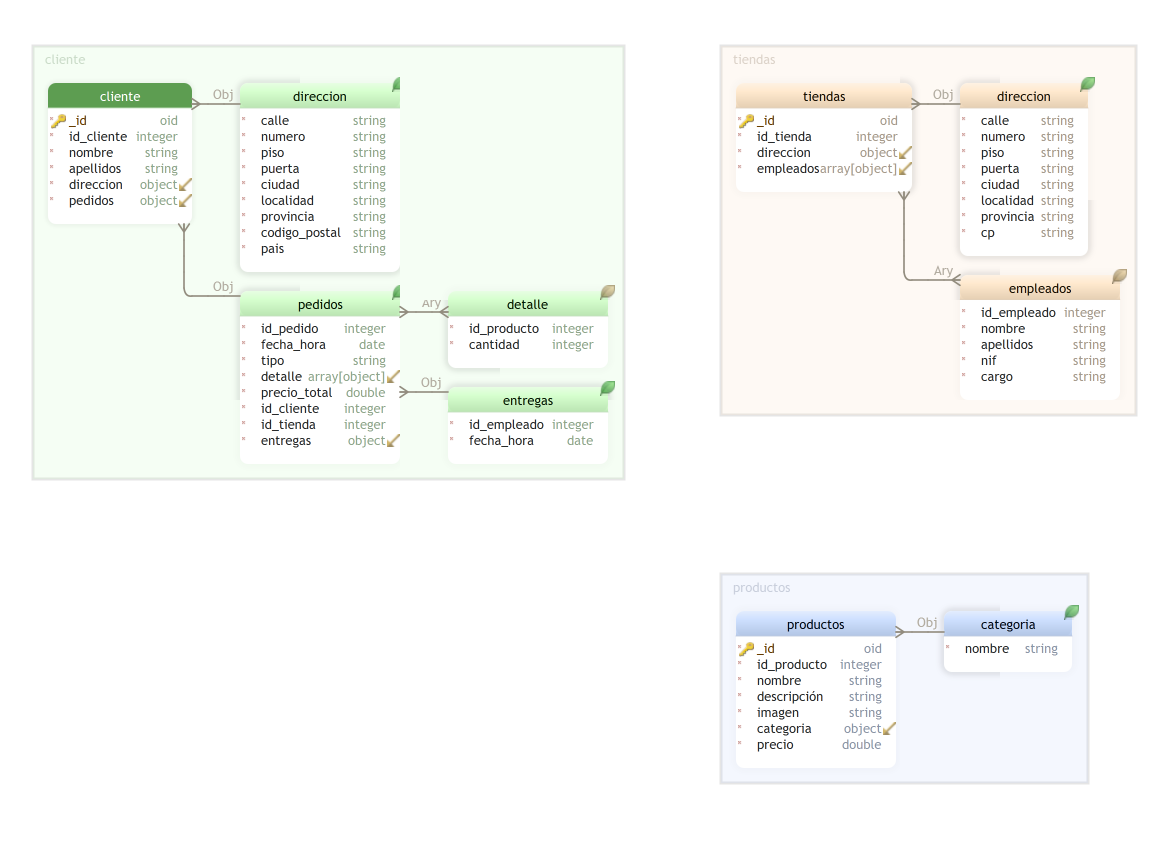 cliente
cliente
_id oid
id_cliente integer
nombre string
apellidos string
direccion object
pedidos object
Obj
direccion
calle string
numero string
piso string
puerta string
ciudad string
localidad string
provincia string
codigo_postal string
pais string
Obj
pedidos
id_pedido integer
fecha_hora date
tipo string
detalle array[object]
precio_total double
id_cliente integer
id_tienda integer
entregas object
Ary
detalle
id_producto integer
cantidad integer
Obj
entregas
id_empleado integer
fecha_hora date
tiendas
tiendas
_id oid
id_tienda integer
direccion object
empleados array[object]
Obj
direccion
calle string
numero string
piso string
puerta string
ciudad string
localidad string
provincia string
cp string
Ary
empleados
id_empleado integer
nombre string
apellidos string
nif string
cargo string
productos
productos
_id oid
id_producto integer
nombre string
descripción string
imagen string
categoria object
precio double
Obj
categoria
nombre string